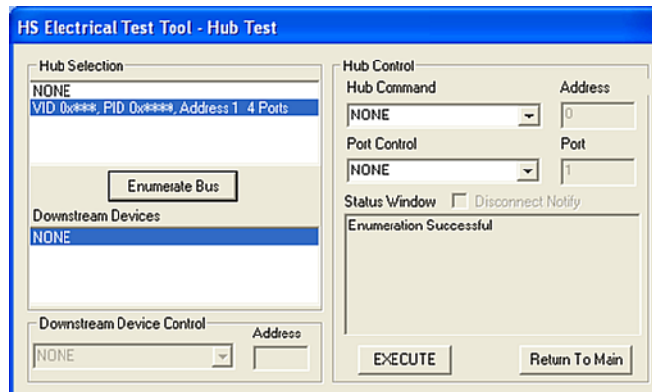 HS Electrical Test Tool - Hub Test
Hub Selection
NONE
VID 0x***, PID 0x****, Address 1 4 Ports
Enumerate Bus
Downstream Devices
NONE
Downstream Device Control
Address
NONE
Hub Control
Hub Command
Address
NONE
0
Port Control
Port
NONE
1
Status Window
Disconnect Notify
Enumeration Successful
EXECUTE
Return To Main